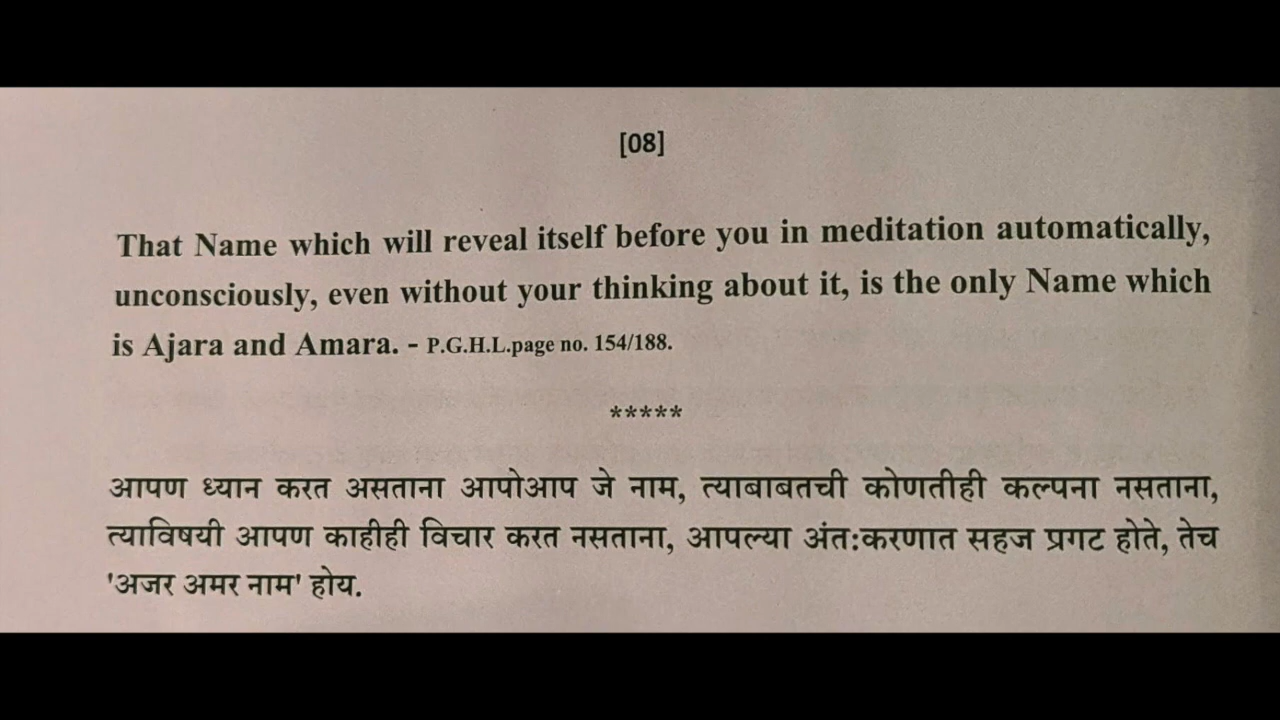 [08]
That Name which will reveal itself before you in meditation automatically,
unconsciously, even without your thinking about it, is the only Name which
is Ajara and Amara. - P.G.H.L.page no. 154/188.
*****
आपण ध्यान करत असताना आपोआप जे नाम, त्याबाबतची कोणतीही कल्पना नसताना,
त्याविषयी आपण काहीही विचार करत नसताना, आपल्या अंत:करणात सहज प्रगट होते, तेच
'अजर अमर नाम' होय.